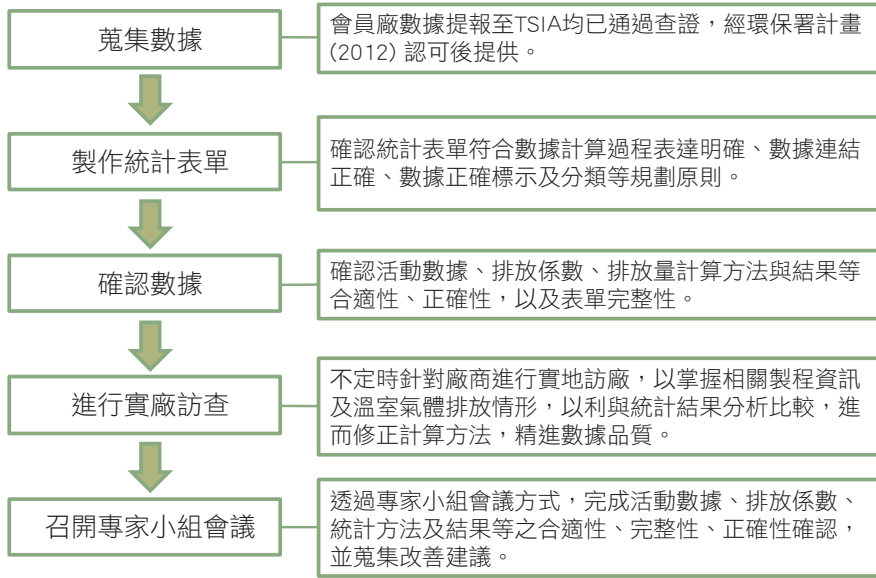 蒐集數據
會員廠數據提報至TSIA均已通過查證，經環保署計畫
(2012) 認可後提供。
製作統計表單
確認統計表單符合數據計算過程表達明確、數據連結
正確、數據正確標示及分類等規劃原則。
確認數據
確認活動數據、排放係數、排放量計算方法與結果等
合適性、正確性，以及表單完整性。
進行實廠訪查
不定時針對廠商進行實地訪廠，以掌握相關製程資訊
及溫室氣體排放情形，以利與統計結果分析比較，進
而修正計算方法，精進數據品質。
召開專家小組會議
透過專家小組會議方式，完成活動數據、排放係數、
統計方法及結果等之合適性、完整性、正確性確認，
並蒐集改善建議。